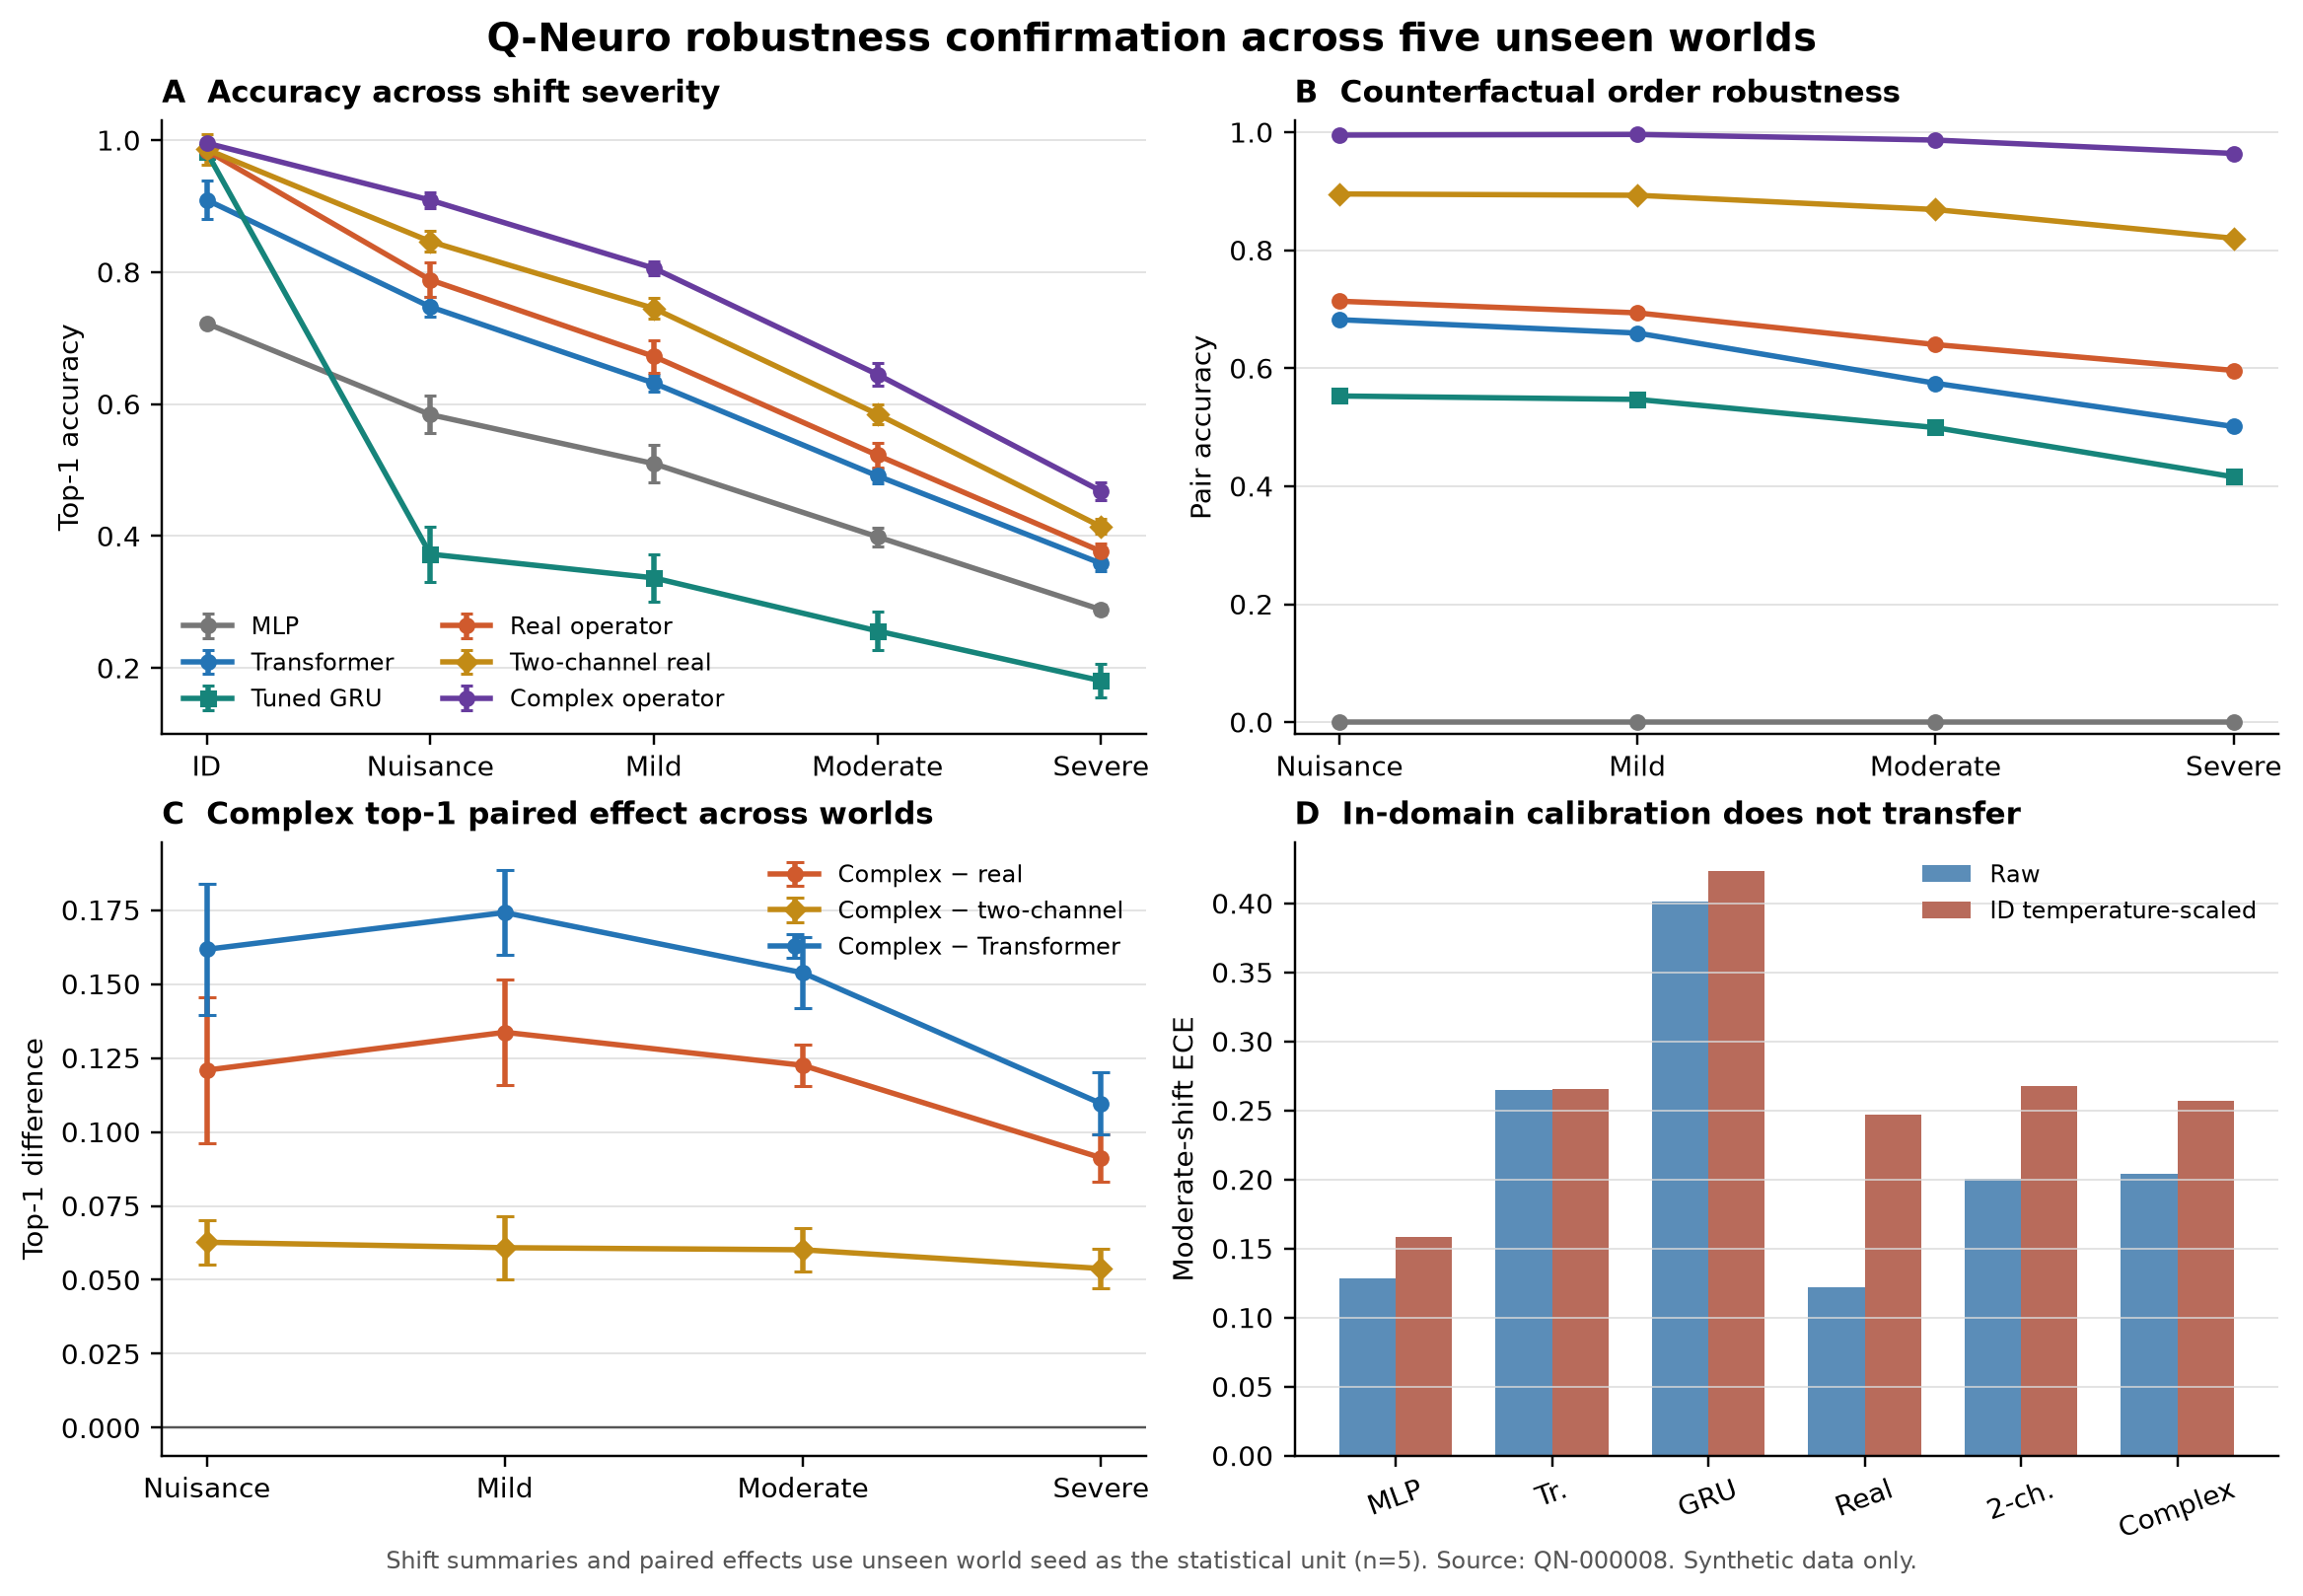 Q-Neuro robustness confirmation across five unseen worlds
A Accuracy across shift severity
Top-1 accuracy
1.0
0.8
0.6
0.4
0.2
MLP
Transformer
Tuned GRU
Real operator
Two-channel real
Complex operator
ID
Nuisance
Mild
Moderate
Severe
B Counterfactual order robustness
Pair accuracy
1.0
0.8
0.6
0.4
0.2
0.0
Nuisance
Mild
Moderate
Severe
C Complex top-1 paired effect across worlds
Top-1 difference
0.175
0.150
0.125
0.100
0.075
0.050
0.025
0.000
Complex − real
Complex − two-channel
Complex − Transformer
Nuisance
Mild
Moderate
Severe
D In-domain calibration does not transfer
Moderate-shift ECE
0.40
0.35
0.30
0.25
0.20
0.15
0.10
0.05
0.00
Raw
ID temperature-scaled
MLP
Tr.
GRU
Real
2-ch.
Complex
Shift summaries and paired effects use unseen world seed as the statistical unit (n=5). Source: QN-000008. Synthetic data only.